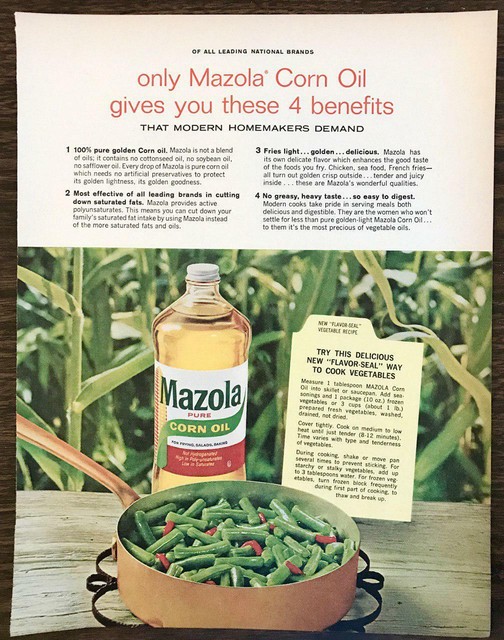 OF ALL LEADING NATIONAL BRANDS
only Mazola® Corn Oil
gives you these 4 benefits
THAT MODERN HOMEMAKERS DEMAND
1 100% pure golden Corn oil. Mazola is not a blend
of oils; it contains no cottonseed oil, no soybean oil,
no safflower oil. Every drop of Mazola is pure corn oil
which needs no artificial preservatives to protect
its golden lightness, its golden goodness.
2 Most effective of all leading brands in cutting
down saturated fats. Mazola provides active
polyunsaturates. This means you can cut down your
family's saturated fat intake by using Mazola instead
of the more saturated fats and oils.
3 Fries light...golden...delicious. Mazola has
its own delicate flavor which enhances the good taste
of the foods you fry. Chicken, sea food, French fries—
all turn out golden crisp outside...tender and juicy
inside...these are Mazola's wonderful qualities.
4 No greasy, heavy taste...so easy to digest.
Modern cooks take pride in serving meals both
delicious and digestible. They are the women who won't
settle for less than pure golden-light Mazola Corn Oil...
to them it's the most precious of vegetable oils.
NEW "FLAVOR-SEAL"
VEGETABLE RECIPE
TRY THIS DELICIOUS
NEW "FLAVOR-SEAL" WAY
TO COOK VEGETABLES
Measure 1 tablespoon MAZOLA Corn
Oil into skillet or saucepan. Add sea-
sonings and 1 package (10 oz.) frozen
vegetables or 3 cups (about 1 lb.)
prepared fresh vegetables, washed,
drained, not dried.
Cover tightly. Cook on medium to low
heat until just tender (8-12 minutes).
Time varies with type and tenderness
of vegetables.
During cooking, shake or move pan
several times to prevent sticking. For
starchy or stalky vegetables, add up
to 3 tablespoons water. For frozen veg-
etables, turn frozen block frequently
during first part of cooking, to
thaw and break up.
Mazola
PURE
CORN OIL
FOR FRYING, SALADS, BAKING
Not Hydrogenated
High in Poly-unsaturates
Low in Saturates